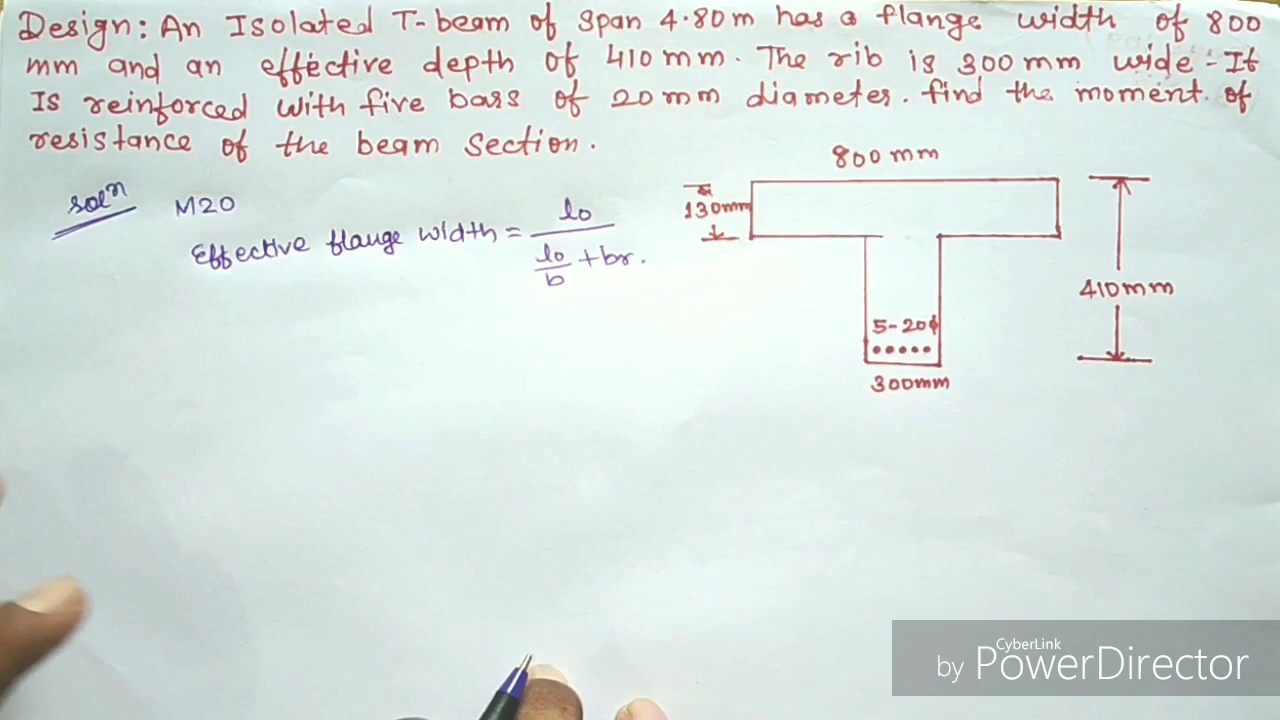 Design: An Isolated T-beam of span 4.80m has a flange width of 800
mm and an effective depth of 410mm. The rib is 300mm wide. It
Is reinforced with five bars of 20mm diameter. find the moment of
resistance of the beam section.
800 mm
solⁿ M20
130mm
Effective flauge width = lo / (lo/b + br.
410mm
5-20ϕ
300mm
CyberLink
by PowerDirector